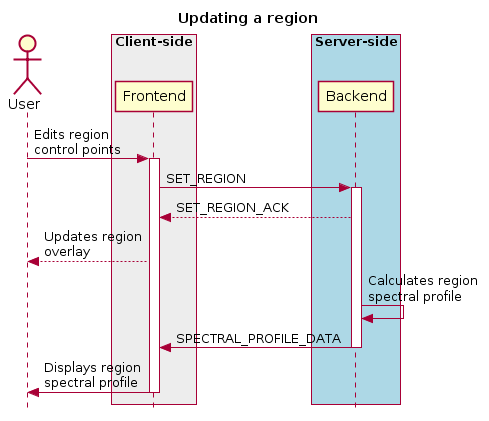 Updating a region
Client-side
Server-side
User
Frontend
Backend
Edits region
control points
SET_REGION
SET_REGION_ACK
Updates region
overlay
Calculates region
spectral profile
SPECTRAL_PROFILE_DATA
Displays region
spectral profile